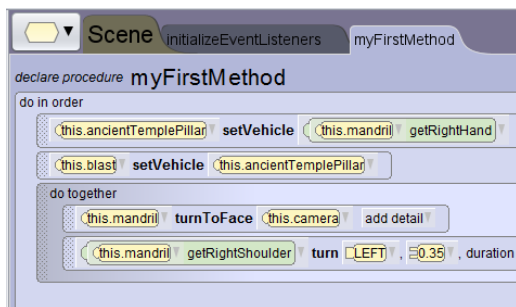 Scene initializeEventListeners myFirstMethod
declare procedure myFirstMethod
do in order
this.ancientTemplePillar setVehicle this.mandril getRightHand
this.blast setVehicle this.ancientTemplePillar
do together
this.mandril turnToFace this.camera add detail
this.mandril getRightShoulder turn LEFT , 0.35 , duration